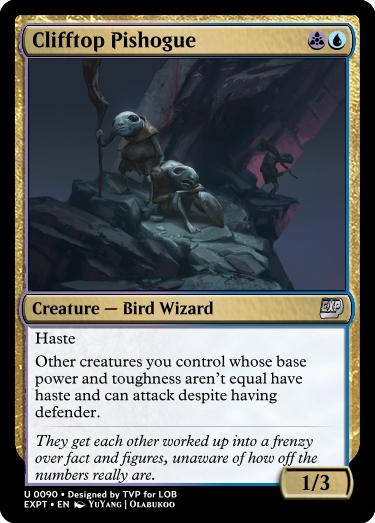 Clifftop Pishogue
Creature — Bird Wizard
EXP
Haste
Other creatures you control whose base
power and toughness aren't equal have
haste and can attack despite having
defender.
They get each other worked up into a frenzy
over fact and figures, unaware of how off the
numbers really are.
1/3
U 0090 • Designed by TVP for LOB
EXPT • EN YuYang | Olabukoo